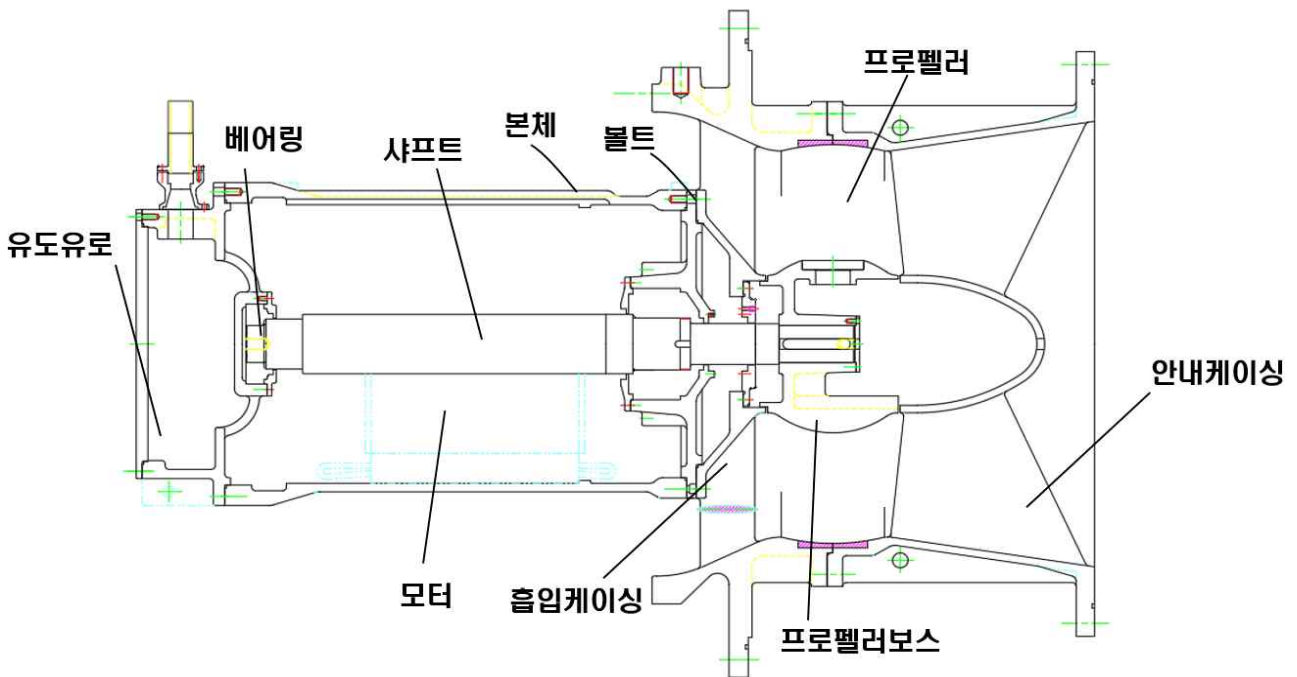 프로펠러
본체
볼트
베어링
샤프트
유도유로
안내케이싱
모터
흡입케이싱
프로펠러보스